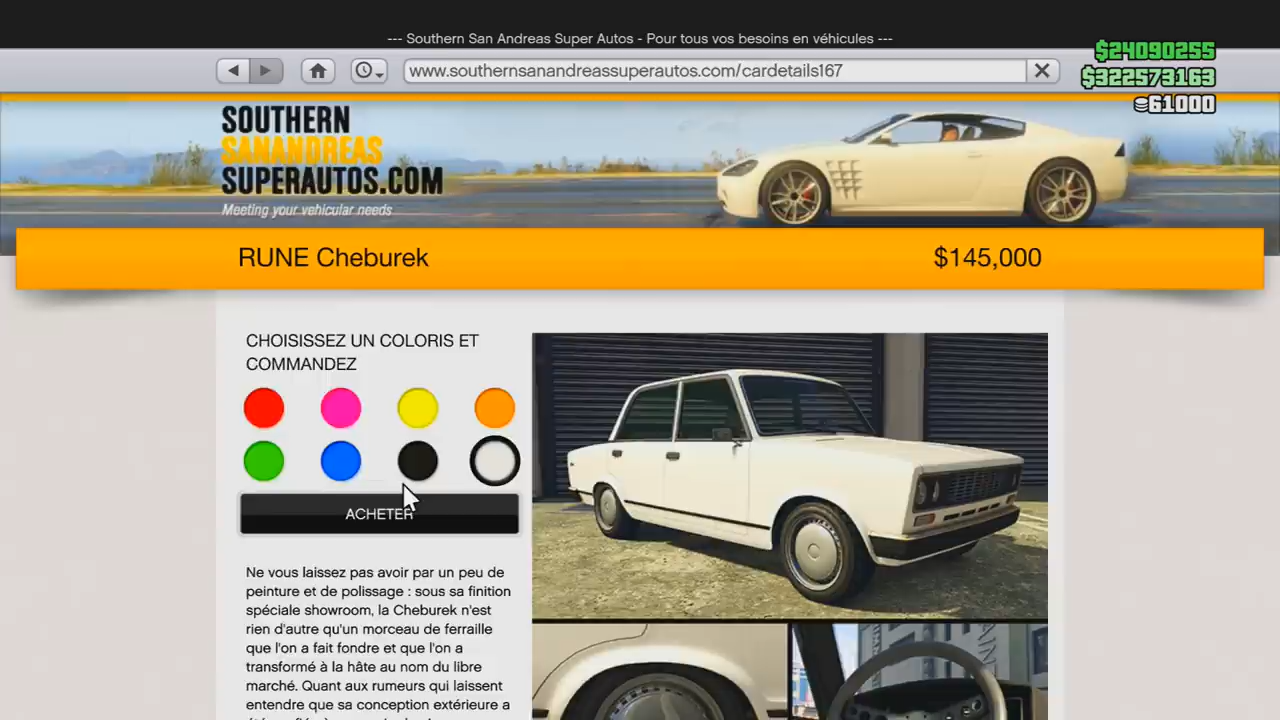 --- Southern San Andreas Super Autos - Pour tous vos besoins en véhicules ---
$24090255
www.southernsanandreassuperautos.com/cardetails167
$322573163
61000
SOUTHERN
SANANDREAS
SUPERAUTOS.COM
Meeting your vehicular needs
RUNE Cheburek
$145,000
CHOISISSEZ UN COLORIS ET
COMMANDEZ
ACHETER
Ne vous laissez pas avoir par un peu de
peinture et de polissage : sous sa finition
spéciale showroom, la Cheburek n'est
rien d'autre qu'un morceau de ferraille
que l'on a fait fondre et que l'on a
transformé à la hâte au nom du libre
marché. Quant aux rumeurs qui laissent
entendre que sa conception extérieure a